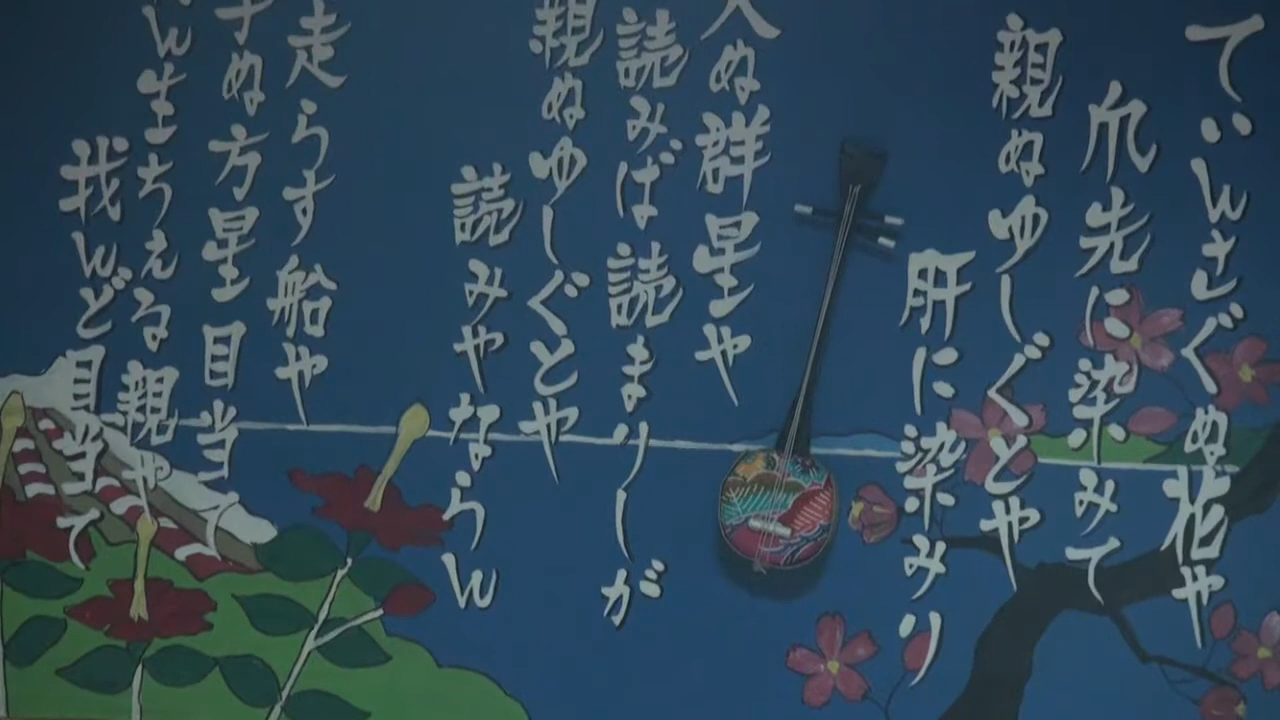 てぃんさぐぬ花や
爪先に染みて
親ぬゆしぐとや
肝に染みり
天ぬ群星や
読みば読まりしが
親ぬゆしぐとや
読みやならん
走らす船や
子ぬ方星目当て
ん生ちぇる親や
我んど目当て